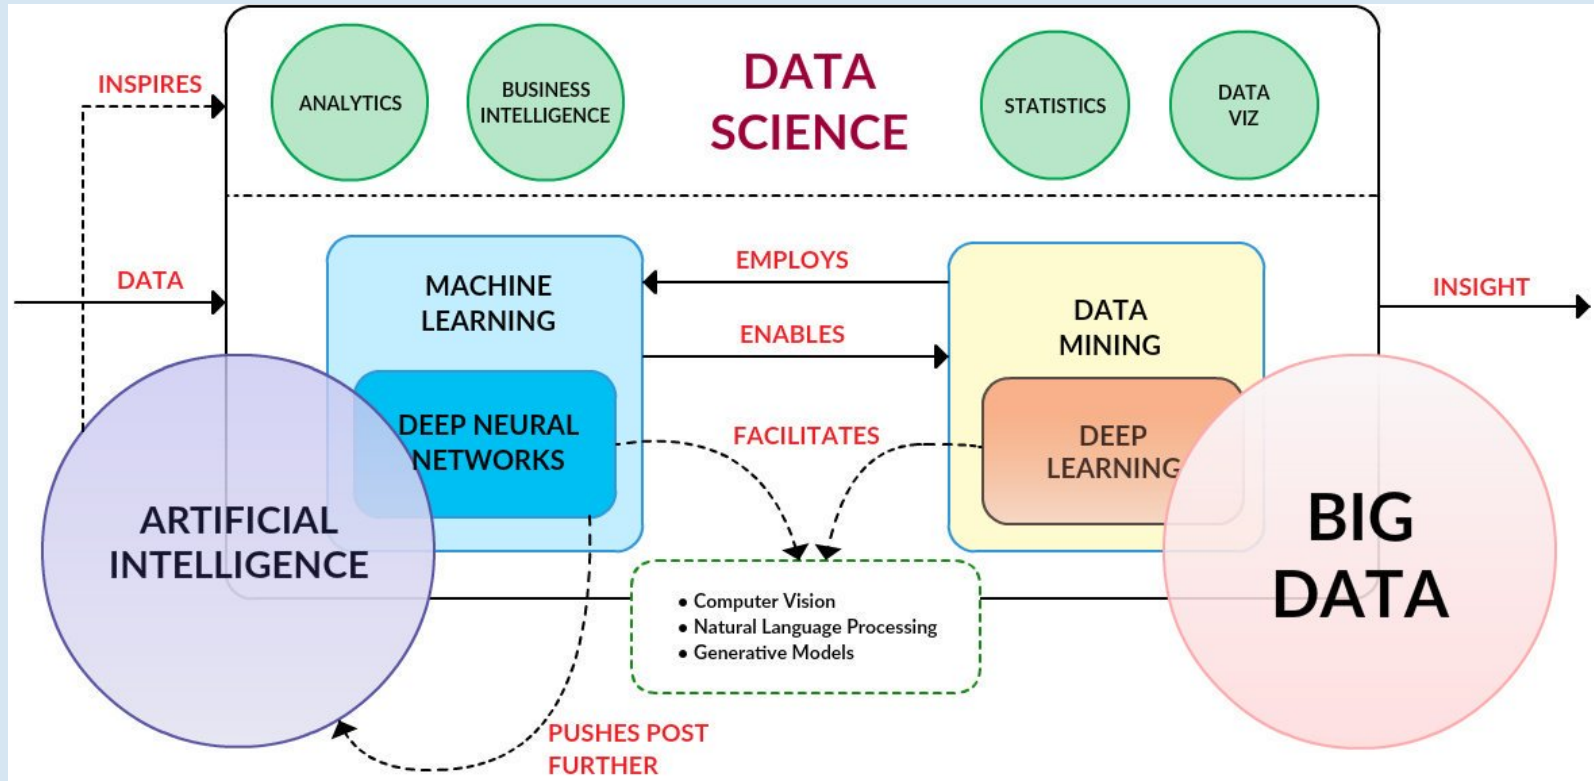 INSPIRES
ANALYTICS
BUSINESS
INTELLIGENCE
DATA
SCIENCE
STATISTICS
DATA
VIZ
DATA
MACHINE
LEARNING
EMPLOYS
ENABLES
DATA
MINING
INSIGHT
DEEP NEURAL
NETWORKS
FACILITATES
DEEP
LEARNING
ARTIFICIAL
INTELLIGENCE
BIG
DATA
• Computer Vision
• Natural Language Processing
• Generative Models
PUSHES POST
FURTHER